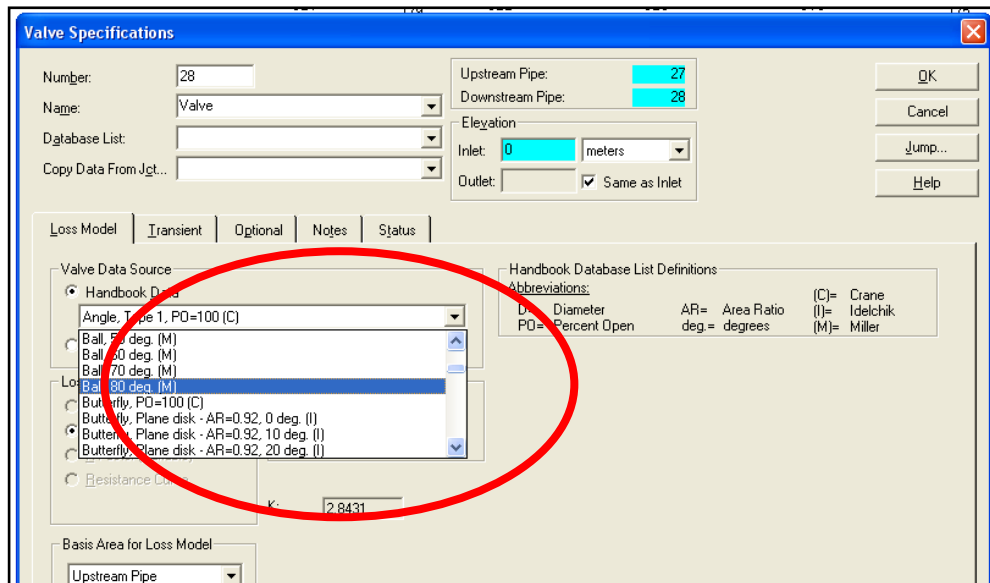 Valve Specifications
Number: 28
Name: Valve
Database List:
Copy Data From Jct...
Upstream Pipe: 27
Downstream Pipe: 28
Elevation
Inlet: 0 meters
Outlet: Same as Inlet
OK
Cancel
Jump...
Help
Loss Model Transient Optional Notes Status
Valve Data Source
Handbook Data
Angle, Type 1, PO=100 (C)
Ball, 50 deg. (M)
Ball, 60 deg. (M)
Ball, 70 deg. (M)
Ball, 80 deg. (M)
Butterfly, PO=100 (C)
Butterfly, Plane disk - AR=0.92, 0 deg. (I)
Butterfly, Plane disk - AR=0.92, 10 deg. (I)
Butterfly, Plane disk - AR=0.92, 20 deg. (I)
Resistance Curve
K: 2.8431
Basis Area for Loss Model
Upstream Pipe
Handbook Database List Definitions
Abbreviations:
D= Diameter AR= Area Ratio (C)= Crane
PO= Percent Open deg.= degrees (I)= Idelchik
(M)= Miller